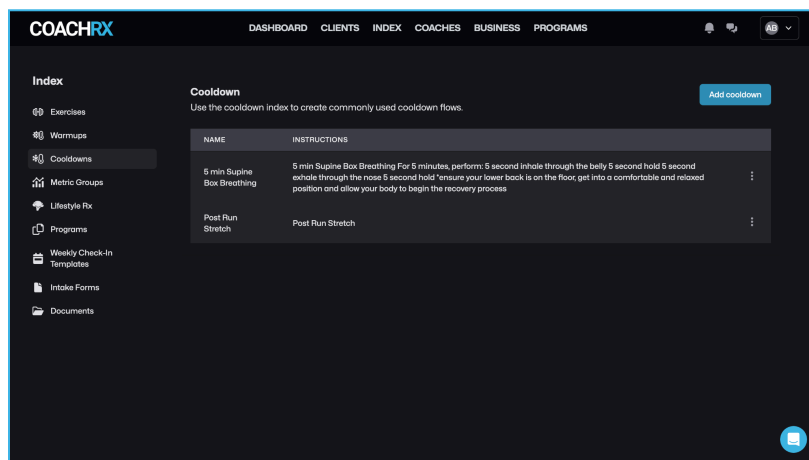 COACHRX
DASHBOARD CLIENTS INDEX COACHES BUSINESS PROGRAMS
AB
Index
Exercises
Warmups
Cooldowns
Metric Groups
Lifestyle Rx
Programs
Weekly Check-In
Templates
Intake Forms
Documents
Cooldown
Use the cooldown index to create commonly used cooldown flows.
Add cooldown
NAME INSTRUCTIONS
5 min Supine
Box Breathing
5 min Supine Box Breathing For 5 minutes, perform: 5 second inhale through the belly 5 second hold 5 second
exhale through the nose 5 second hold *ensure your lower back is on the floor, get into a comfortable and relaxed
position and allow your body to begin the recovery process
Post Run
Stretch
Post Run Stretch